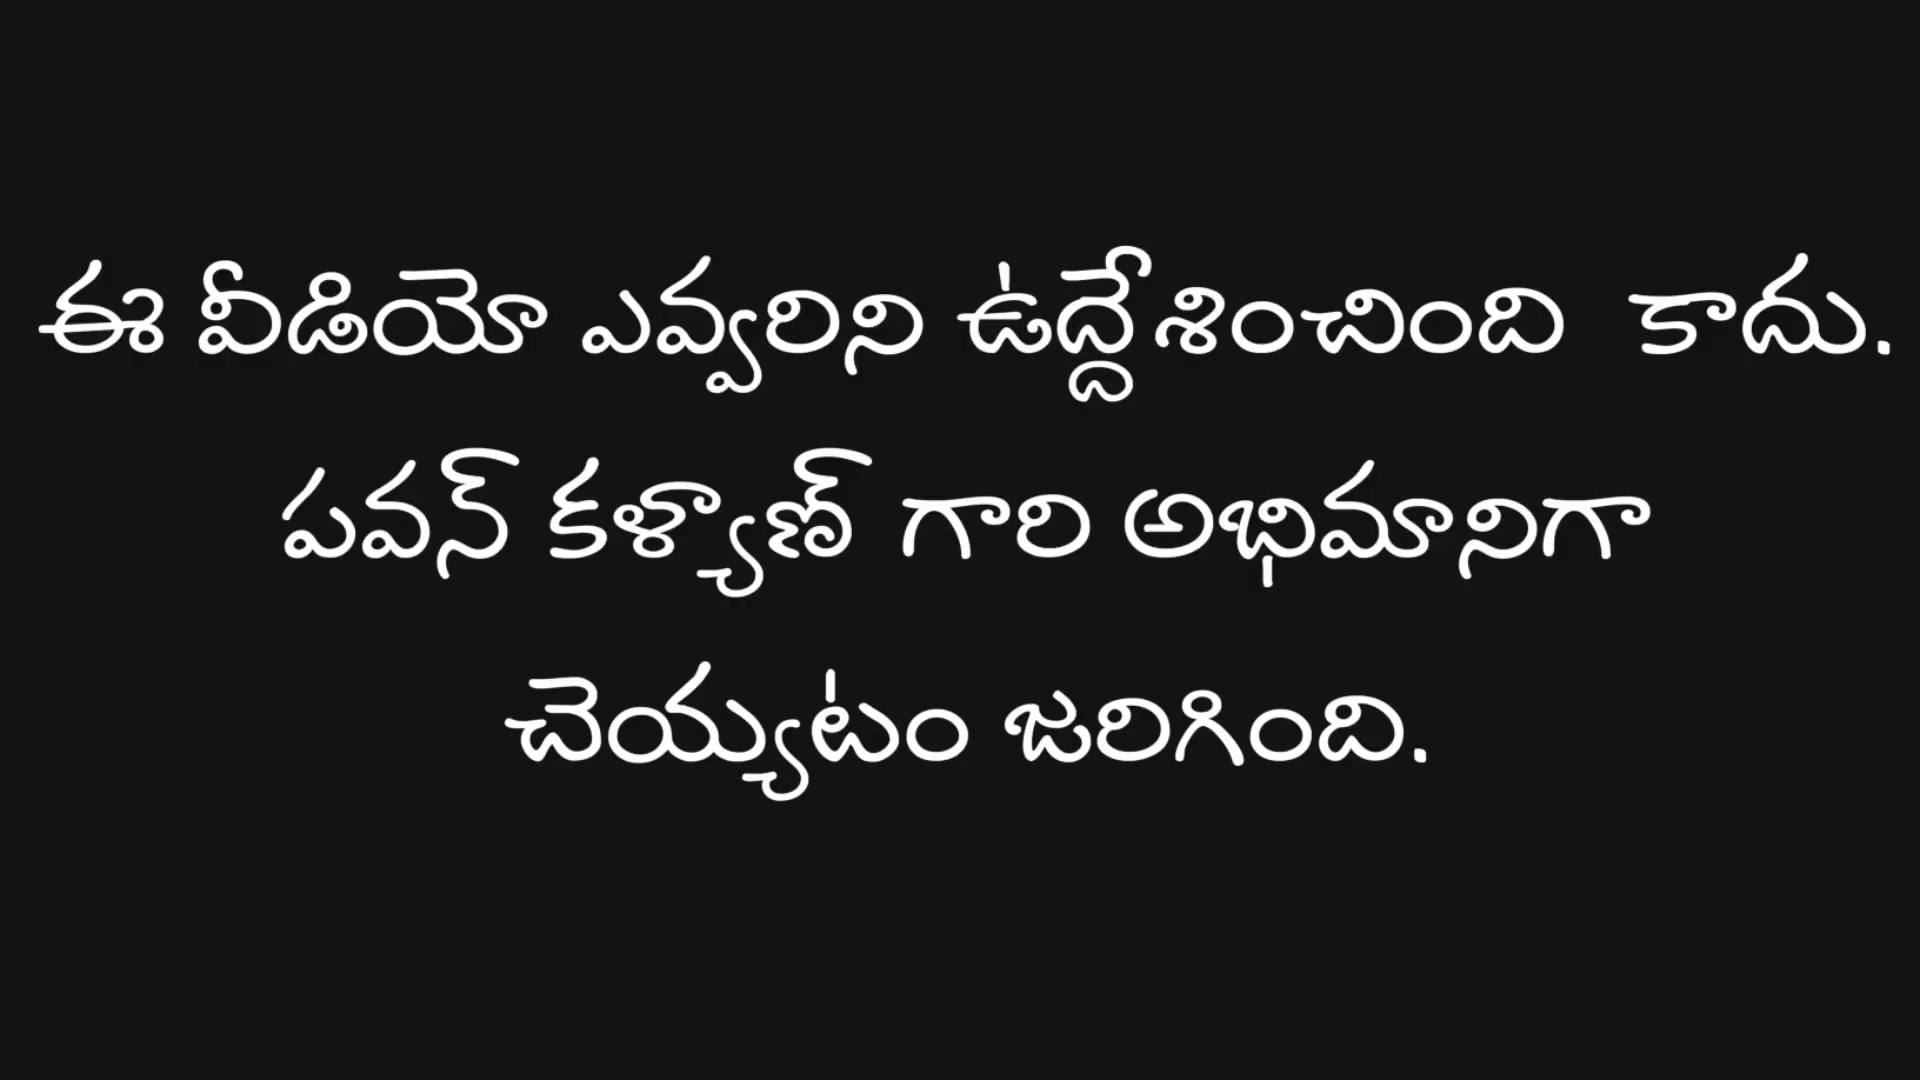 ఈ వీడియో ఎవ్వరిని ఉద్దేశించింది కాదు.
పవన్ కళ్యాణ్ గారి అభిమానిగా
చెయ్యటం జరిగింది.